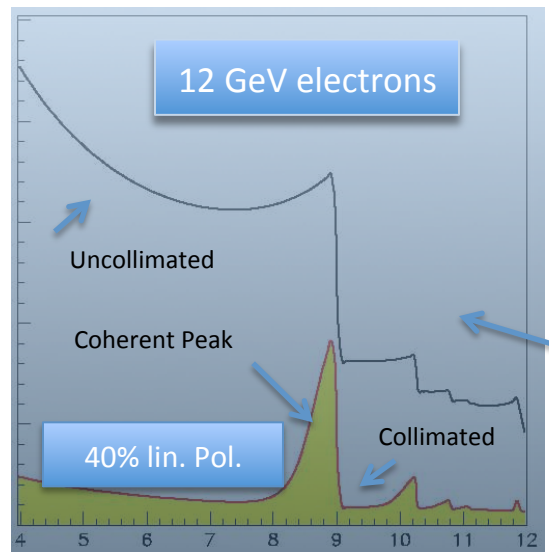 12 GeV electrons
Uncollimated
Coherent Peak
Collimated
40% lin. Pol.
4 5 6 7 8 9 10 11 12